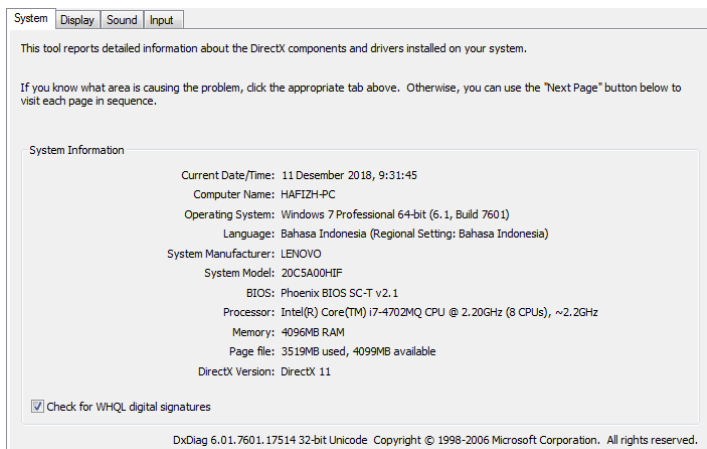 System Display Sound Input
This tool reports detailed information about the DirectX components and drivers installed on your system.
If you know what area is causing the problem, click the appropriate tab above.  Otherwise, you can use the "Next Page" button below to
visit each page in sequence.
System Information
Current Date/Time: 11 Desember 2018, 9:31:45
Computer Name: HAFIZH-PC
Operating System: Windows 7 Professional 64-bit (6.1, Build 7601)
Language: Bahasa Indonesia (Regional Setting: Bahasa Indonesia)
System Manufacturer: LENOVO
System Model: 20C5A00HIF
BIOS: Phoenix BIOS SC-T v2.1
Processor: Intel(R) Core(TM) i7-4702MQ CPU @ 2.20GHz (8 CPUs), ~2.2GHz
Memory: 4096MB RAM
Page file: 3519MB used, 4099MB available
DirectX Version: DirectX 11
Check for WHQL digital signatures
DxDiag 6.01.7601.17514 32-bit Unicode  Copyright © 1998-2006 Microsoft Corporation.  All rights reserved.